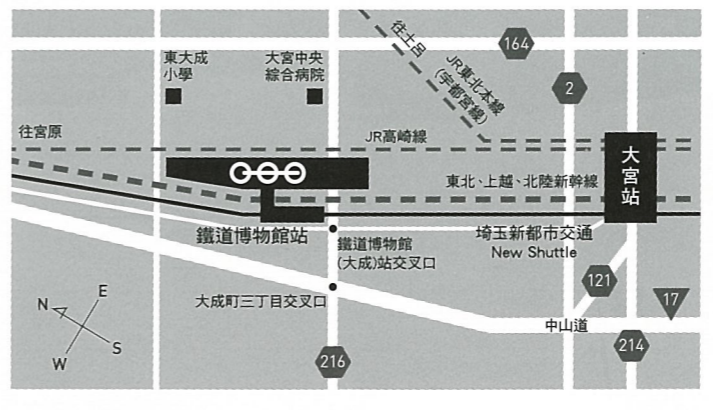 往土呂
164
東大成
小學
大宮中央
綜合病院
JR東北本線
(宇都宮線)
2
往宮原
JR高崎線
大宮站
東北、上越、北陸新幹線
鐵道博物館站
鐵道博物館
(大成)站交叉口
埼玉新都市交通
New Shuttle
大成町三丁目交叉口
121
17
N
E
W
S
中山道
216
214